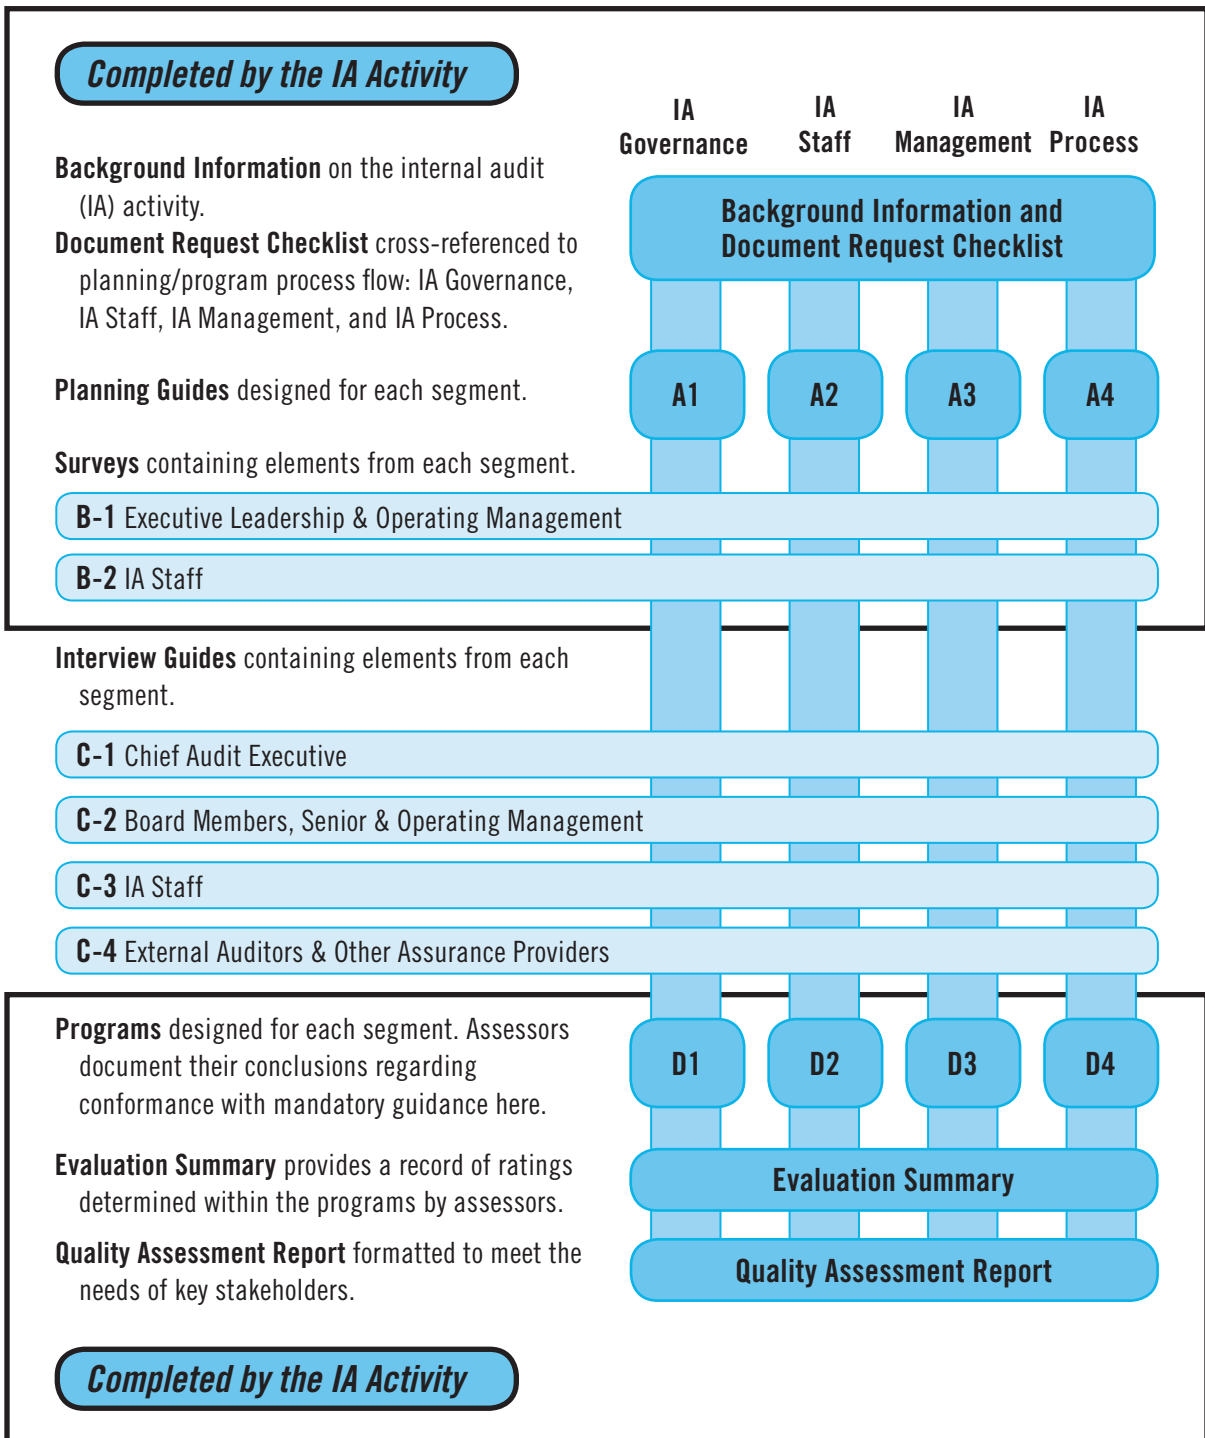 Completed by the IA Activity
IA Governance
IA Staff
IA Management
IA Process
Background Information on the internal audit
(IA) activity.
Document Request Checklist cross-referenced to
planning/program process flow: IA Governance,
IA Staff, IA Management, and IA Process.
Background Information and
Document Request Checklist
Planning Guides designed for each segment.
A1
A2
A3
A4
Surveys containing elements from each segment.
B-1 Executive Leadership & Operating Management
B-2 IA Staff
Interview Guides containing elements from each
segment.
C-1 Chief Audit Executive
C-2 Board Members, Senior & Operating Management
C-3 IA Staff
C-4 External Auditors & Other Assurance Providers
Programs designed for each segment. Assessors
document their conclusions regarding
conformance with mandatory guidance here.
D1
D2
D3
D4
Evaluation Summary provides a record of ratings
determined within the programs by assessors.
Evaluation Summary
Quality Assessment Report formatted to meet the
needs of key stakeholders.
Quality Assessment Report
Completed by the IA Activity